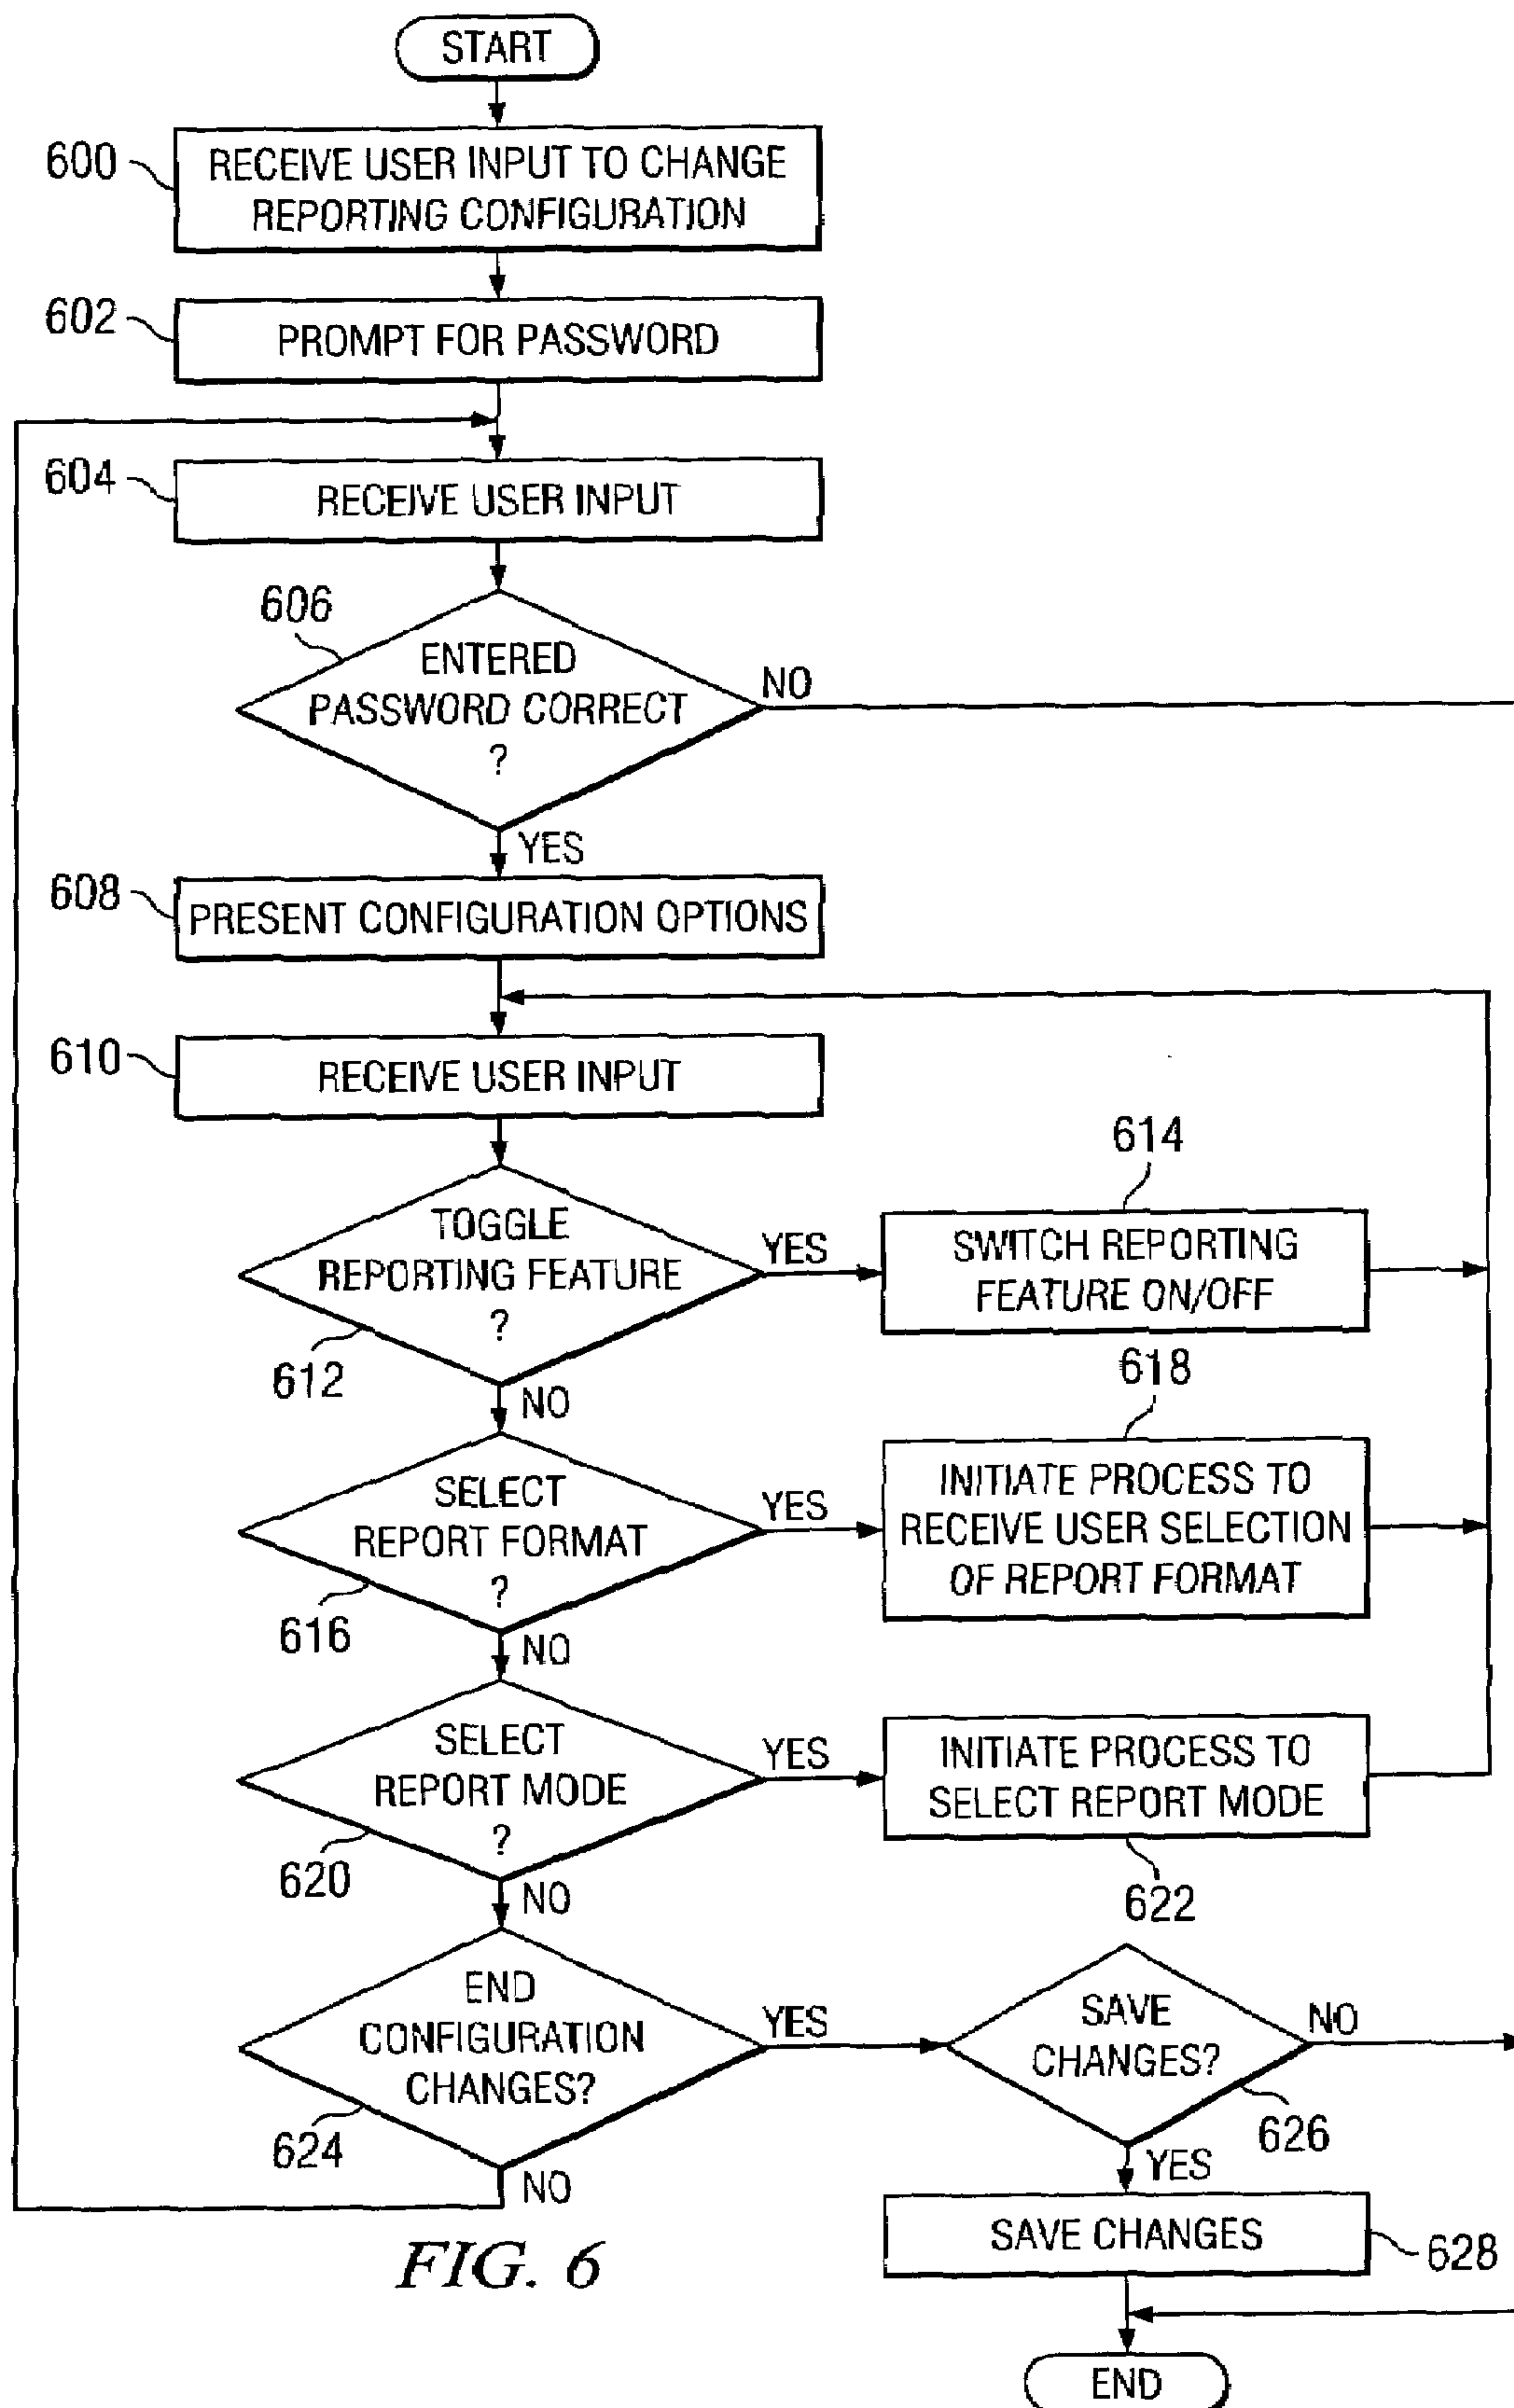 START
600
RECEIVE USER INPUT TO CHANGE
REPORTING CONFIGURATION
602
PROMPT FOR PASSWORD
604
RECEIVE USER INPUT
606
ENTERED
PASSWORD CORRECT
?
NO
YES
608
PRESENT CONFIGURATION OPTIONS
610
RECEIVE USER INPUT
TOGGLE
REPORTING FEATURE
?
612
YES
NO
614
SWITCH REPORTING
FEATURE ON/OFF
SELECT
REPORT FORMAT
?
616
YES
NO
618
INITIATE PROCESS TO
RECEIVE USER SELECTION
OF REPORT FORMAT
SELECT
REPORT MODE
?
620
YES
NO
INITIATE PROCESS TO
SELECT REPORT MODE
622
END
CONFIGURATION
CHANGES?
624
YES
NO
SAVE
CHANGES?
626
NO
YES
SAVE CHANGES
628
END
FIG. 6